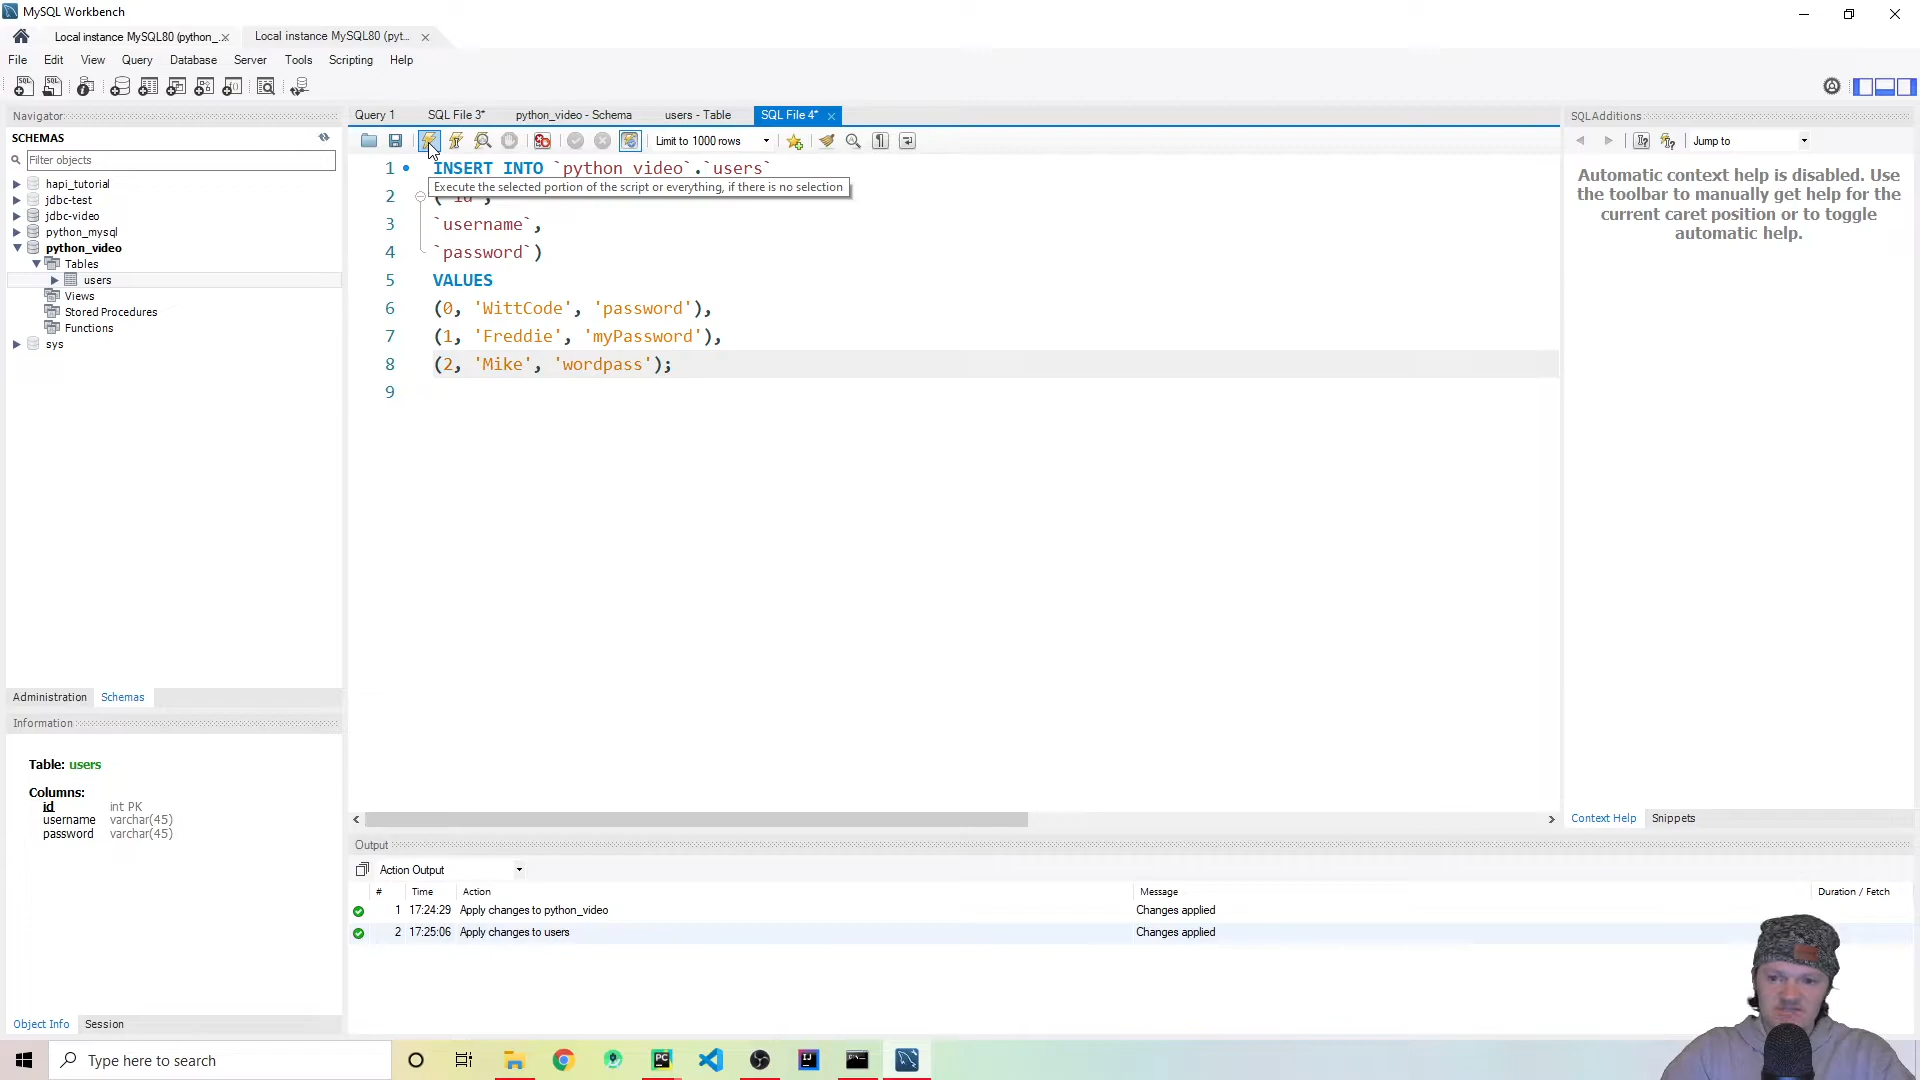 MySQL Workbench
Local instance MySQL80 (python_... x
Local instance MySQL80 (pyt... x
File Edit View Query Database Server Tools Scripting Help
Navigator
SCHEMAS
Filter objects
hapi_tutorial
jdbc-test
jdbc-video
python_mysql
python_video
Tables
users
Views
Stored Procedures
Functions
sys
Administration Schemas
Information
Table: users
Columns:
id int PK
username varchar(45)
password varchar(45)
Object Info Session
Query 1 SQL File 3* python_video - Schema users - Table SQL File 4* x
Limit to 1000 rows
1 INSERT INTO `python_video`.`users`
Execute the selected portion of the script or everything, if there is no selection
2 (`id`,
3 `username`,
4 `password`)
5 VALUES
6 (0, 'WittCode', 'password'),
7 (1, 'Freddie', 'myPassword'),
8 (2, 'Mike', 'wordpass');
9
Output
Action Output
# Time Action Message Duration / Fetch
1 17:24:29 Apply changes to python_video Changes applied
2 17:25:06 Apply changes to users Changes applied
SQLAdditions
Jump to
Automatic context help is disabled. Use
the toolbar to manually get help for the
current caret position or to toggle
automatic help.
Context Help Snippets
Type here to search